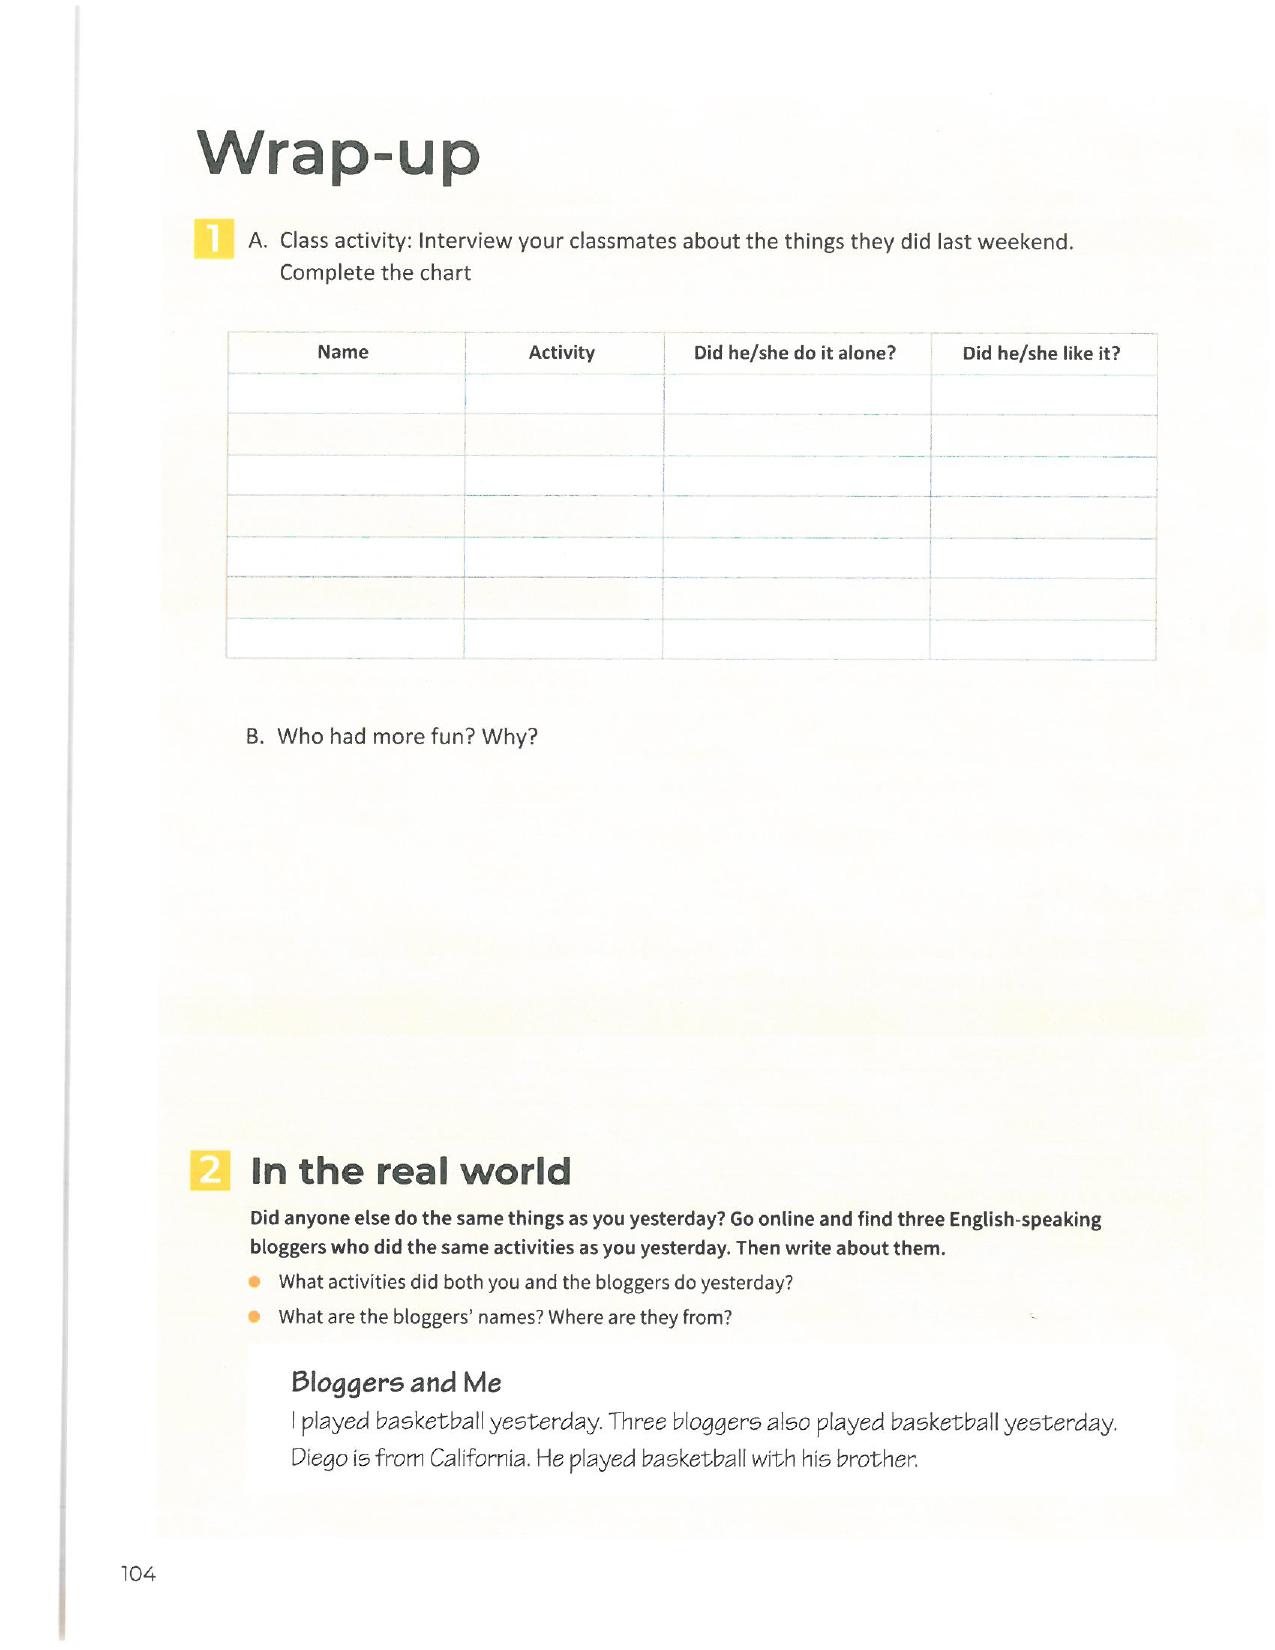 Wrap-up
1 A. Class activity: Interview your classmates about the things they did last weekend.
Complete the chart
Name Activity Did he/she do it alone? Did he/she like it?
B. Who had more fun? Why?
2 In the real world
Did anyone else do the same things as you yesterday? Go online and find three English-speaking
bloggers who did the same activities as you yesterday. Then write about them.
• What activities did both you and the bloggers do yesterday?
• What are the bloggers' names? Where are they from?
Bloggers and Me
I played basketball yesterday. Three bloggers also played basketball yesterday.
Diego is from California. He played basketball with his brother.
104